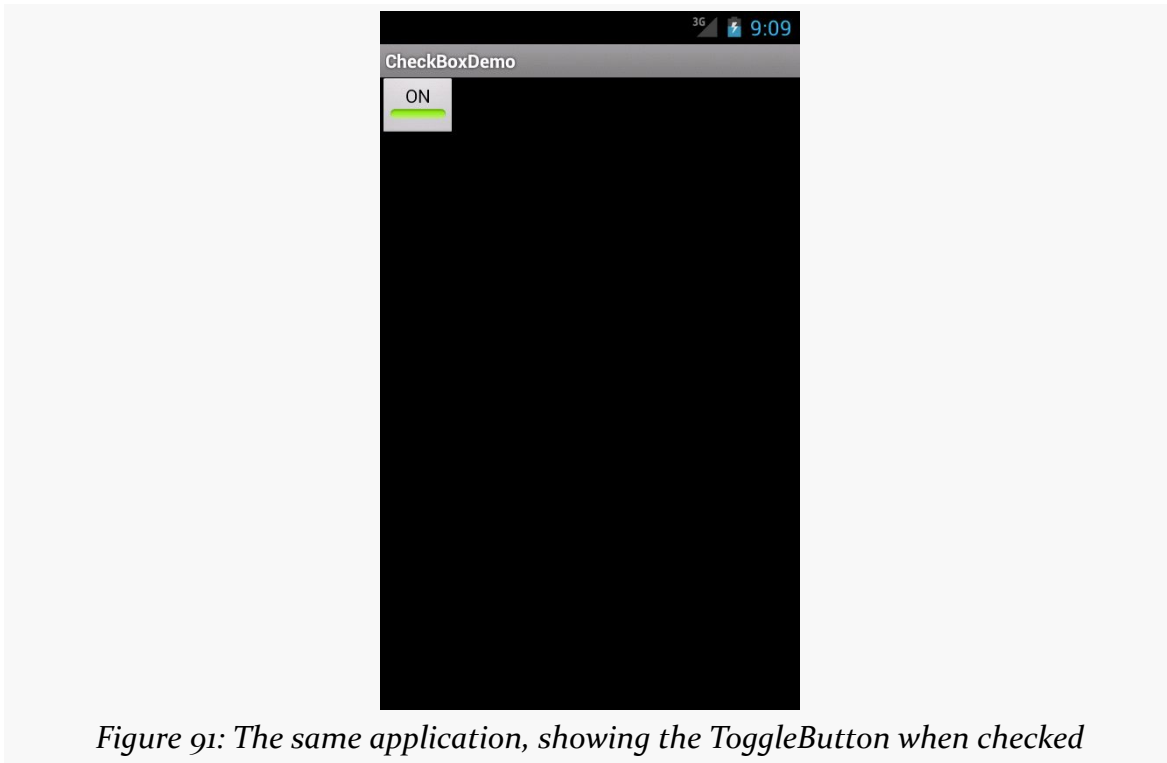 3G 9:09
CheckBoxDemo
ON
Figure 91: The same application, showing the ToggleButton when checked